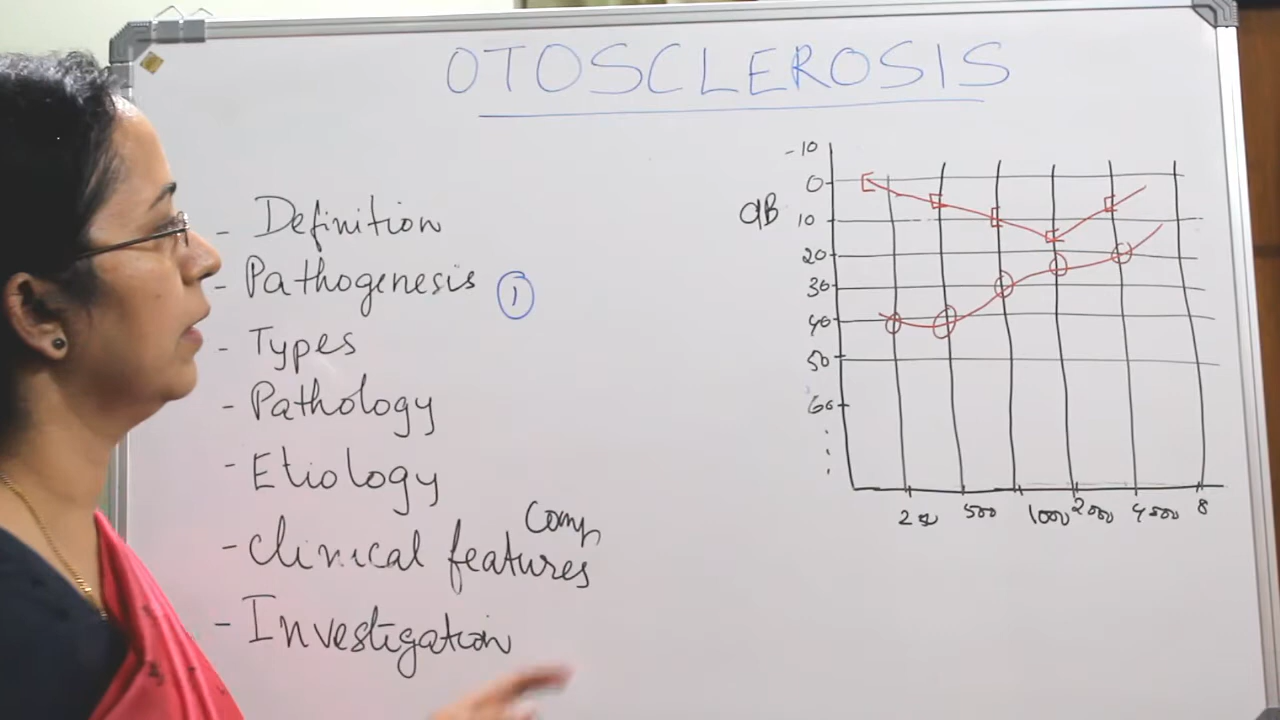 OTOSCLEROSIS
- Definition
- Pathogenesis ①
- Types
- Pathology
- Etiology
- Clinical features
Comp
- Investigation
-10
0
dB
10
20
30
40
50
60
500 1000 2000 4000 8